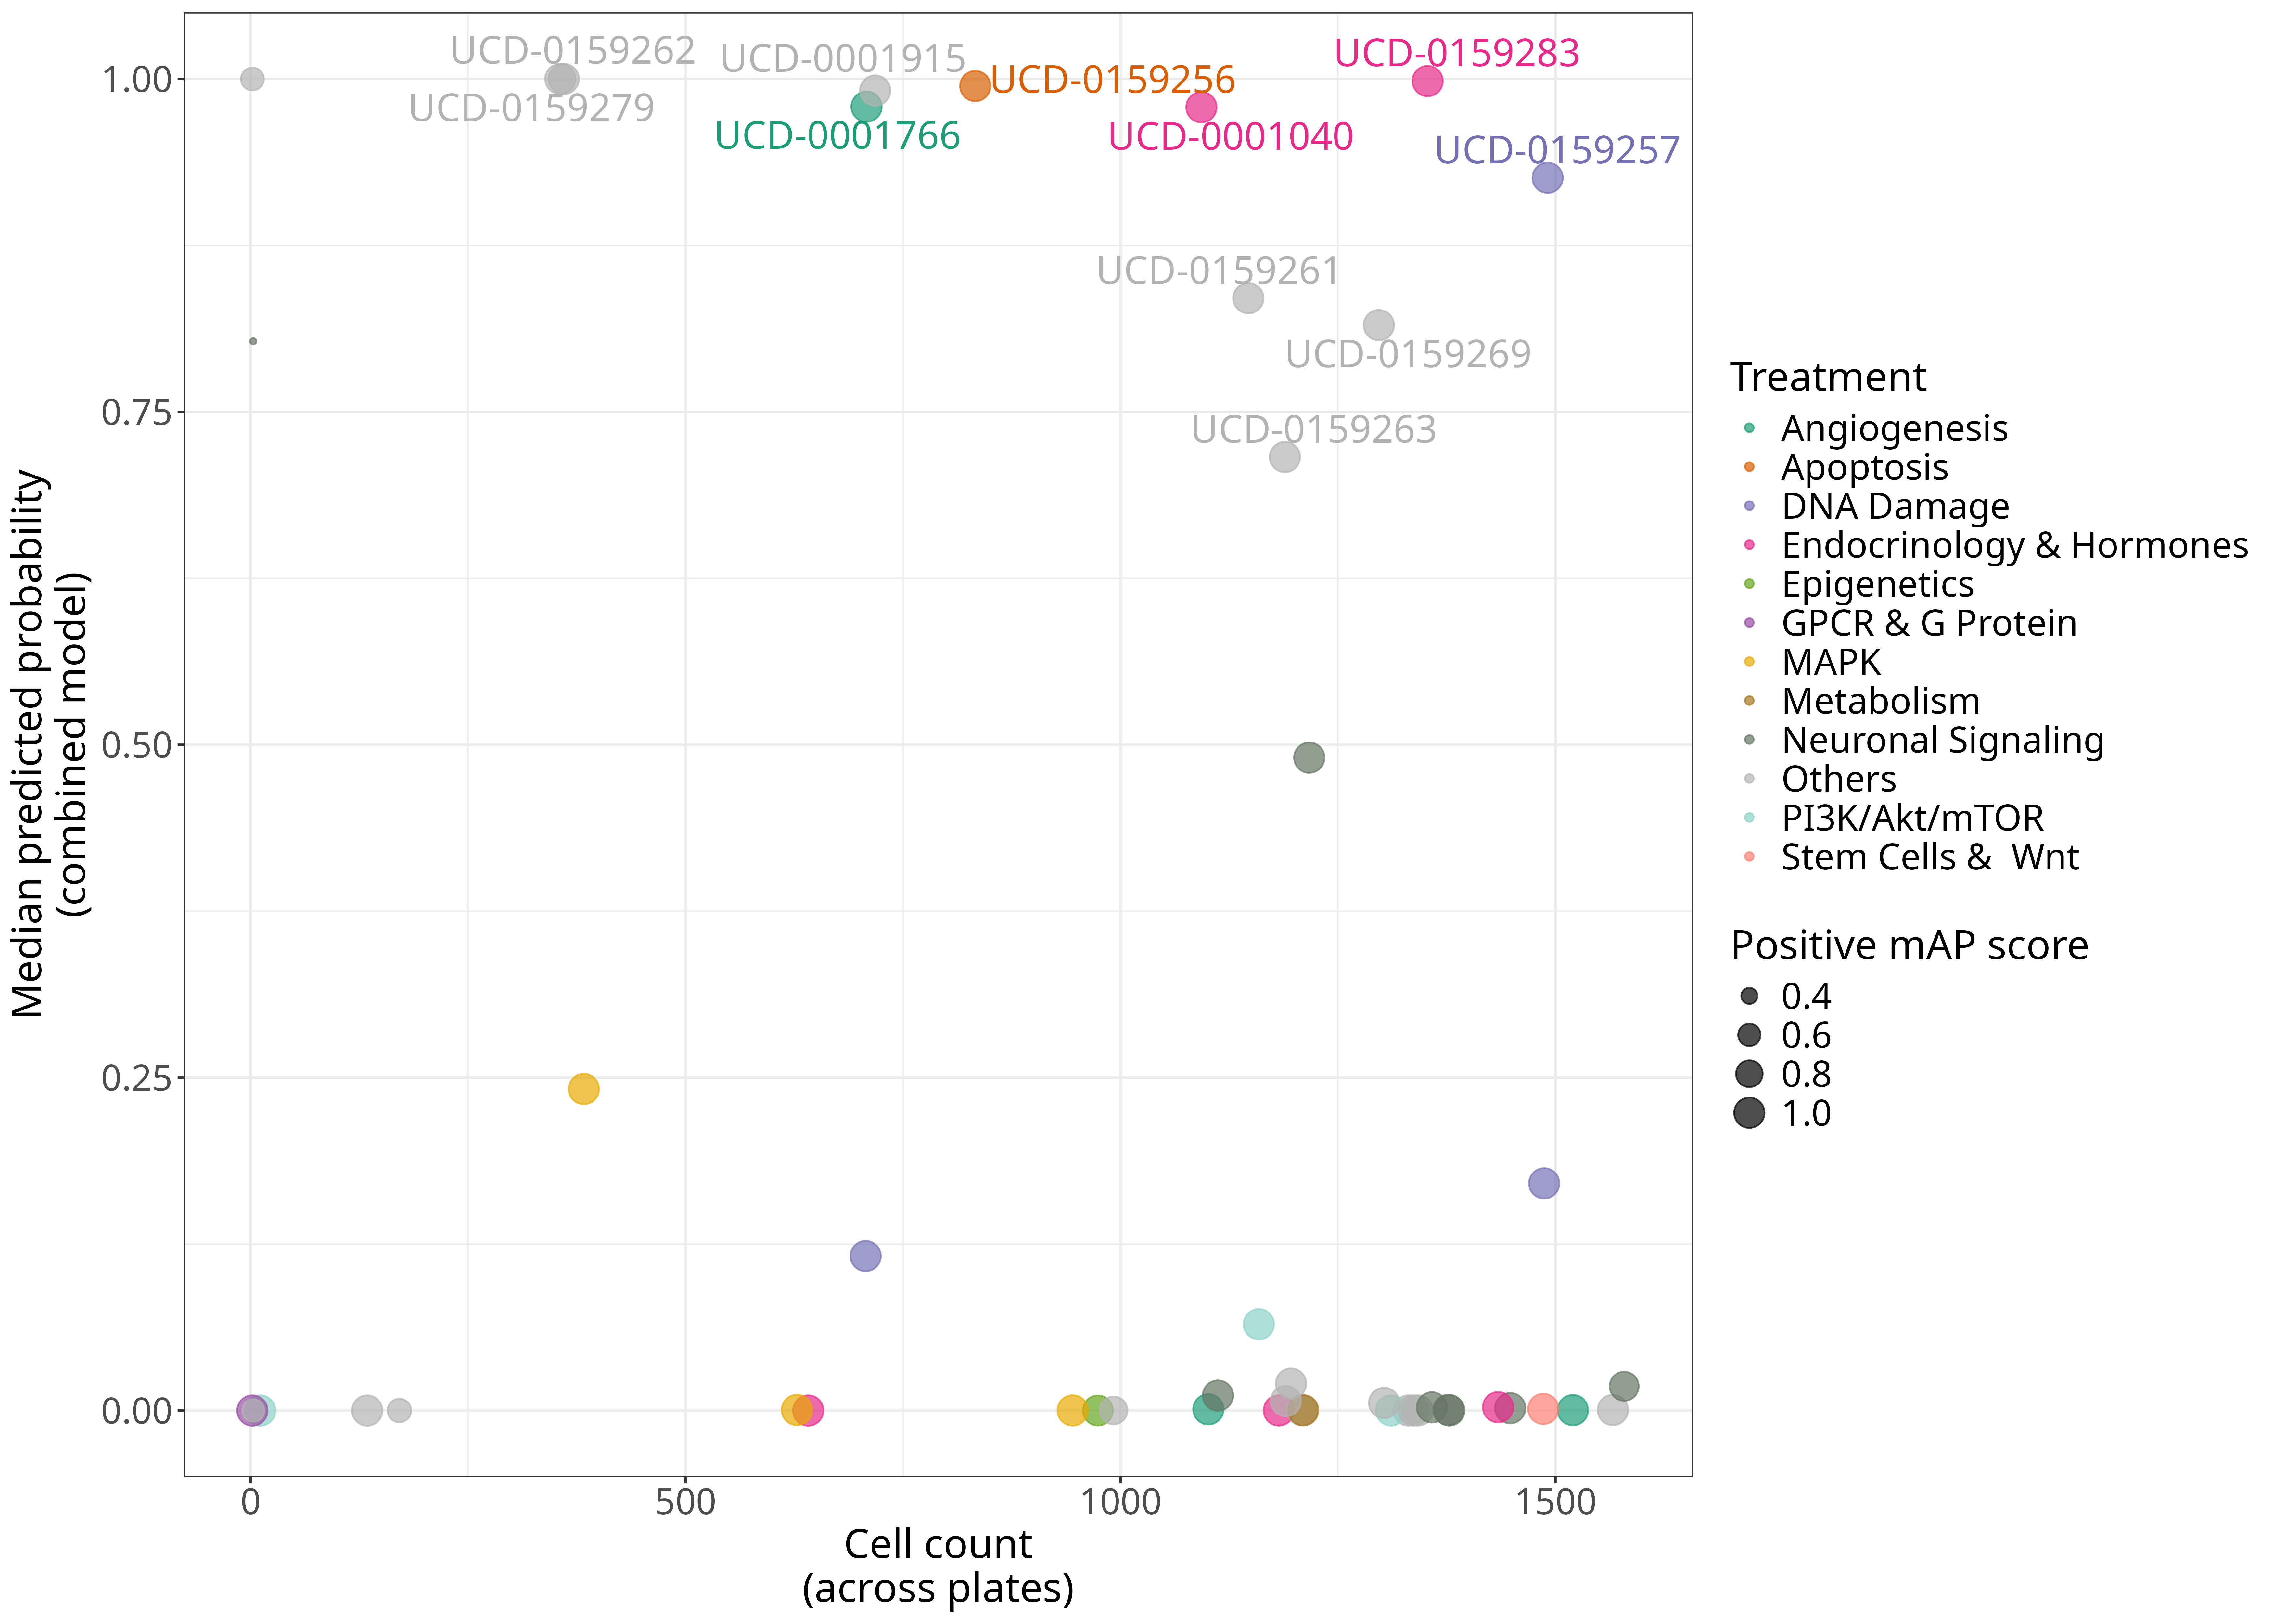 UCD-0159262
UCD-0001915
UCD-0159283
UCD-0159256
UCD-0159279
UCD-0001766
UCD-0001040
UCD-0159257
UCD-0159261
UCD-0159269
UCD-0159263
1.00
0.75
0.50
0.25
0.00
Median predicted probability
(combined model)
0
500
1000
1500
Cell count
(across plates)
Treatment
Angiogenesis
Apoptosis
DNA Damage
Endocrinology & Hormones
Epigenetics
GPCR & G Protein
MAPK
Metabolism
Neuronal Signaling
Others
PI3K/Akt/mTOR
Stem Cells &  Wnt
Positive mAP score
0.4
0.6
0.8
1.0